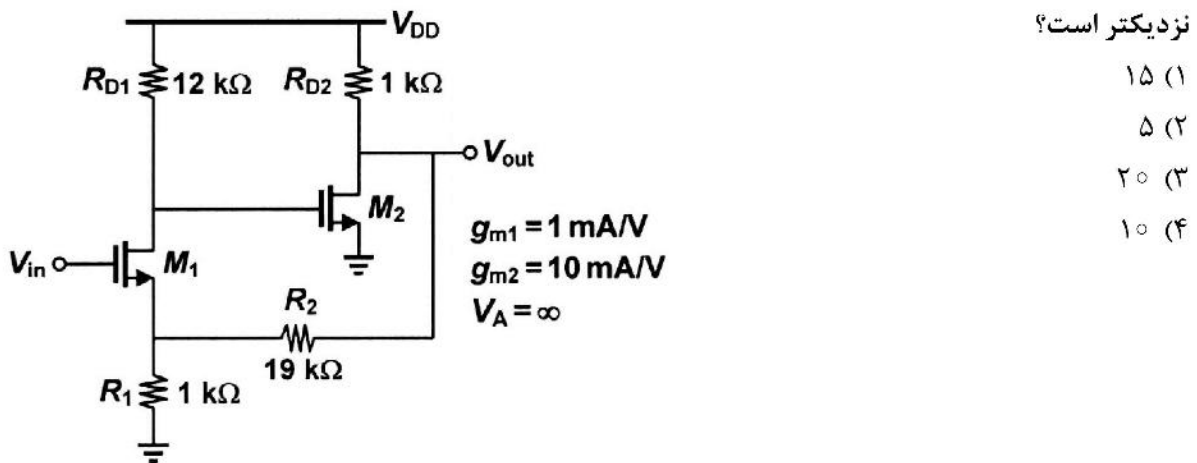 نزدیکتر است؟
۱) ۱۵
۲) ۵
۳) ۲۰
۴) ۱۰
V_DD
R_D1 12 kΩ R_D2 1 kΩ
V_out
M_2
g_m1 = 1 mA/V
V_in M_1
g_m2 = 10 mA/V
R_2
V_A = ∞
19 kΩ
R_1 1 kΩ